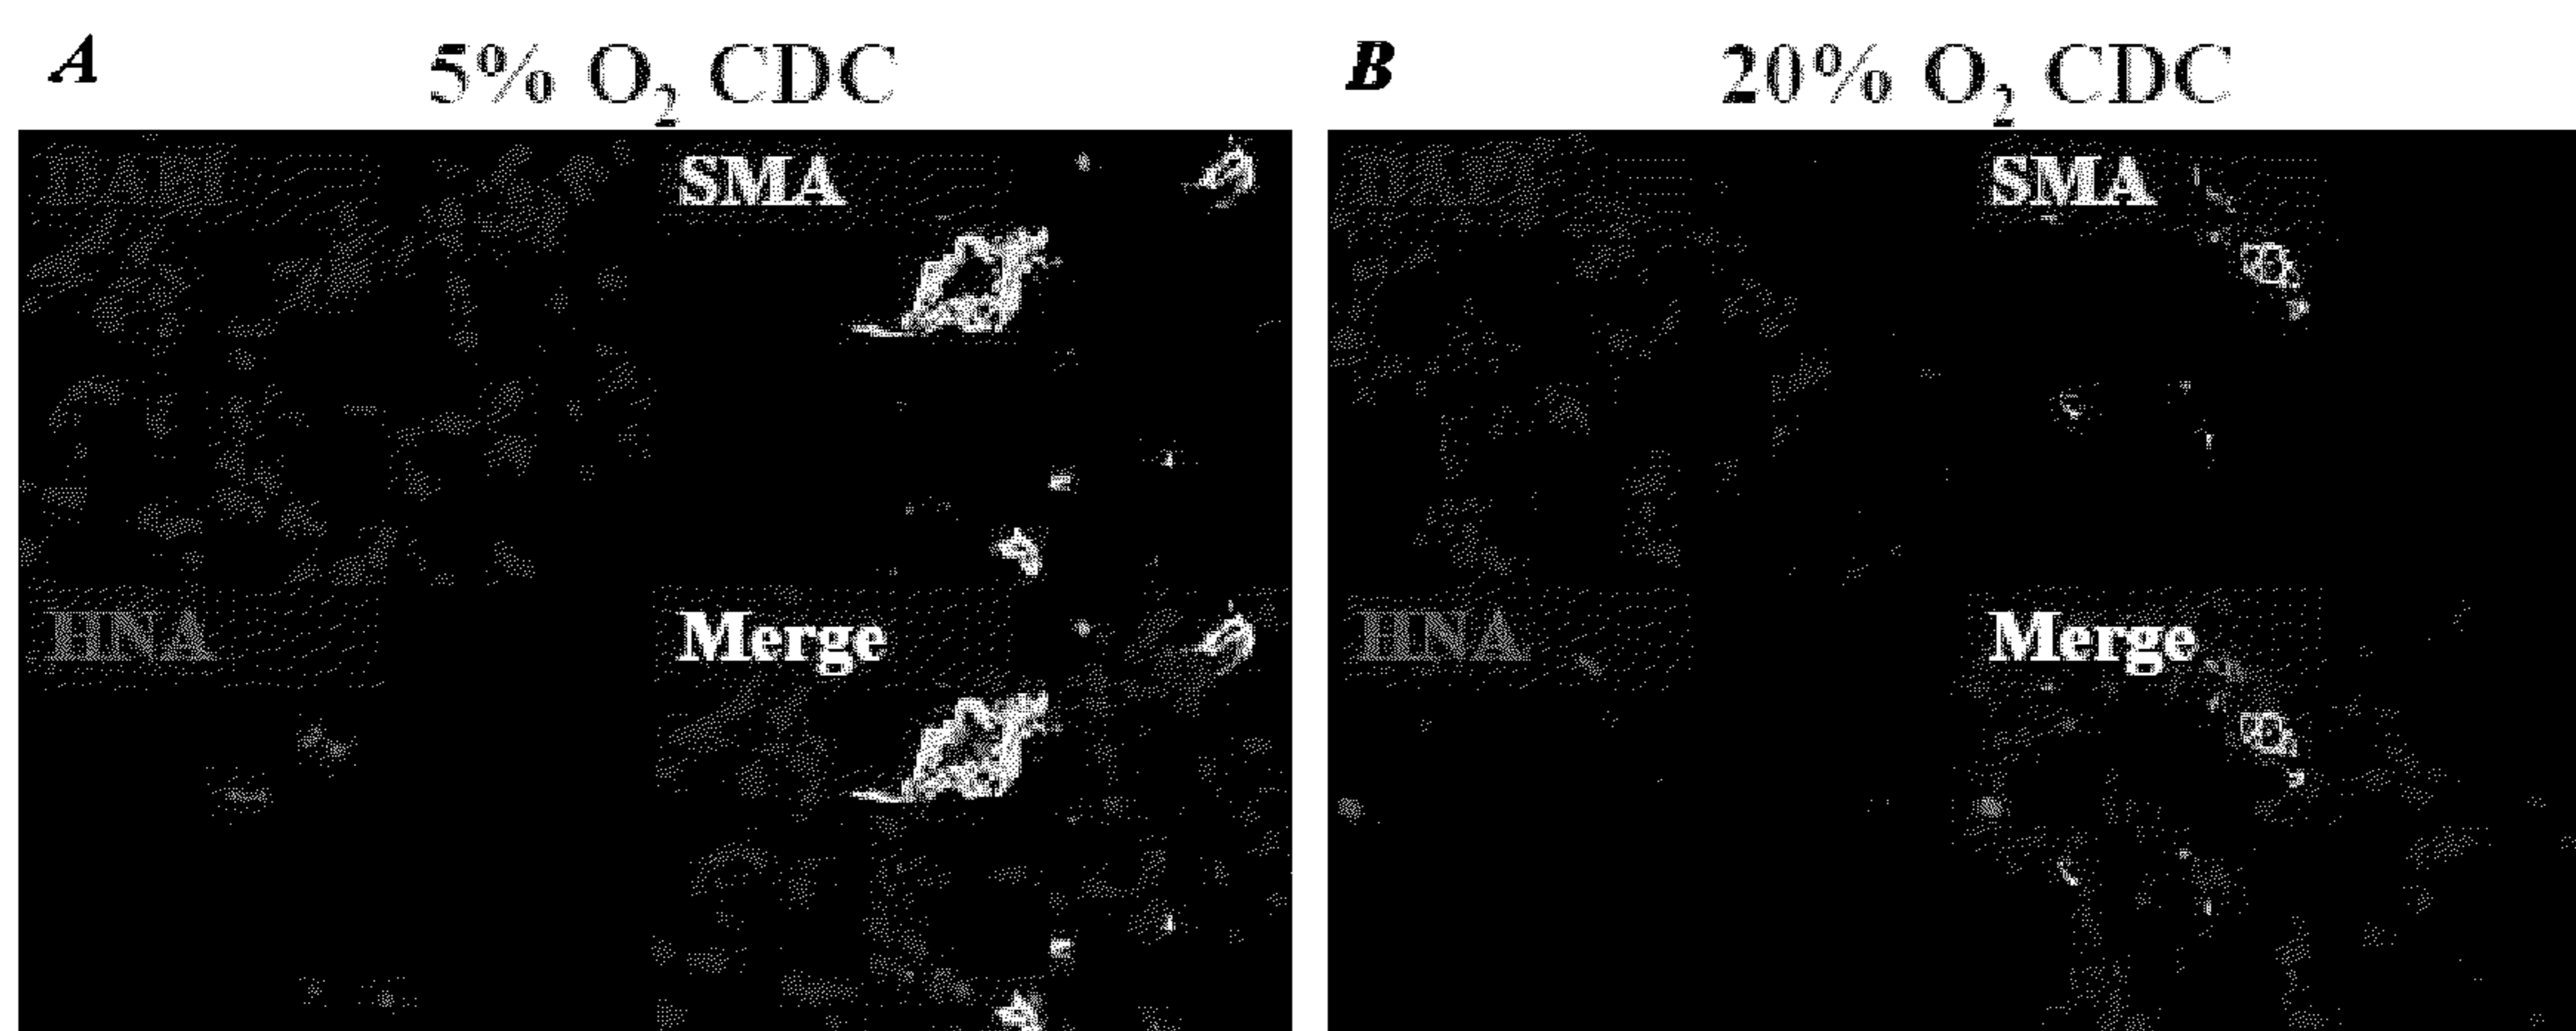 A 5% O₂ CDC
B 20% O₂ CDC
DAPI SMA
HNA Merge
DAPI SMA
HNA Merge